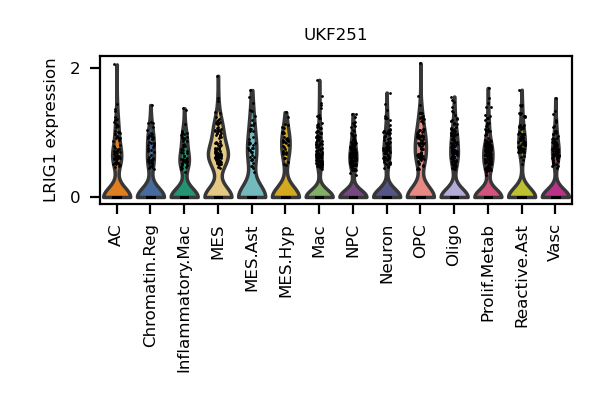 UKF251
LRIG1 expression
2
0
AC
Chromatin.Reg
Inflammatory.Mac
MES
MES.Ast
MES.Hyp
Mac
NPC
Neuron
OPC
Oligo
Prolif.Metab
Reactive.Ast
Vasc